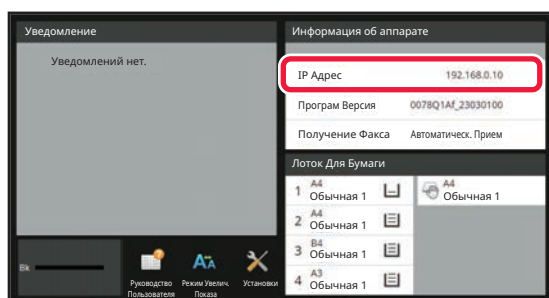 Уведомление
Уведомлений нет.
Информация об аппарате
IP Адрес 192.168.0.10
Програм Версия 0078Q1Af_23030100
Получение Факса Автоматическ. Прием
Лоток Для Бумаги
1 A4 Обычная 1
A4 Обычная 1
2 A4 Обычная 1
3 B4 Обычная 1
4 A3 Обычная 1
Bk
Руководство Пользователя
Режим Увелич. Показа
Установки